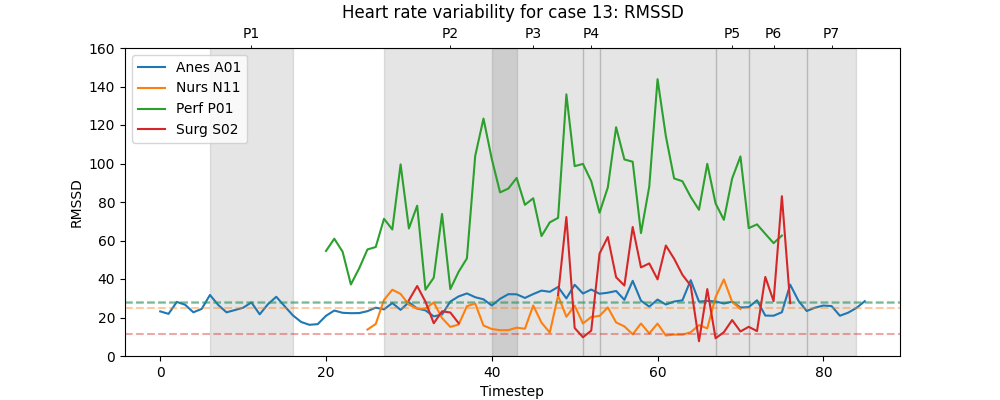 Heart rate variability for case 13: RMSSD
P1 P2 P3 P4 P5 P6 P7
160
140
120
100
80
60
40
20
0
RMSSD
Anes A01
Nurs N11
Perf P01
Surg S02
0 20 40 60 80
Timestep